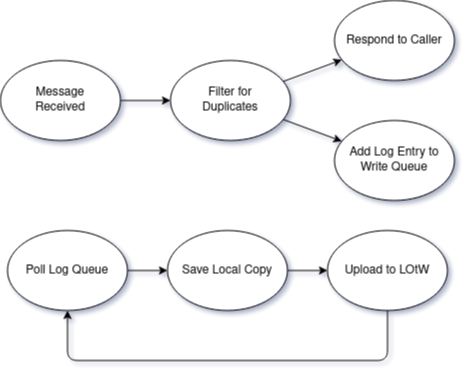 Message
Received
Filter for
Duplicates
Respond to Caller
Add Log Entry to
Write Queue
Poll Log Queue
Save Local Copy
Upload to LOtW